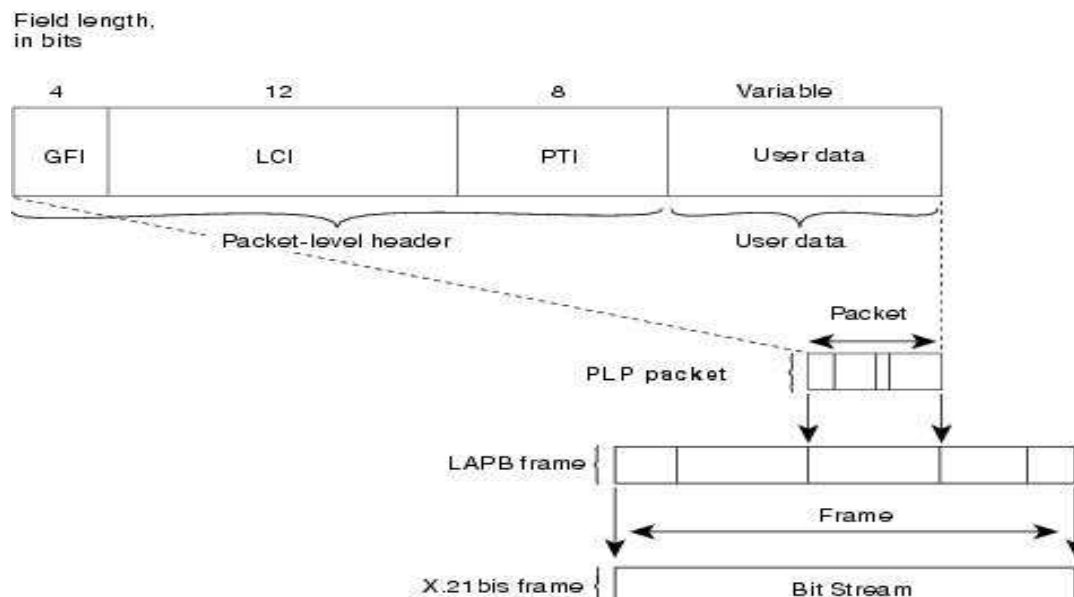 Field length,
in bits
4 12 8 Variable
GFI LCI PTI User data
Packet-level header User data
Packet
PLP packet
LAPB frame
Frame
X.21bis frame Bit Stream